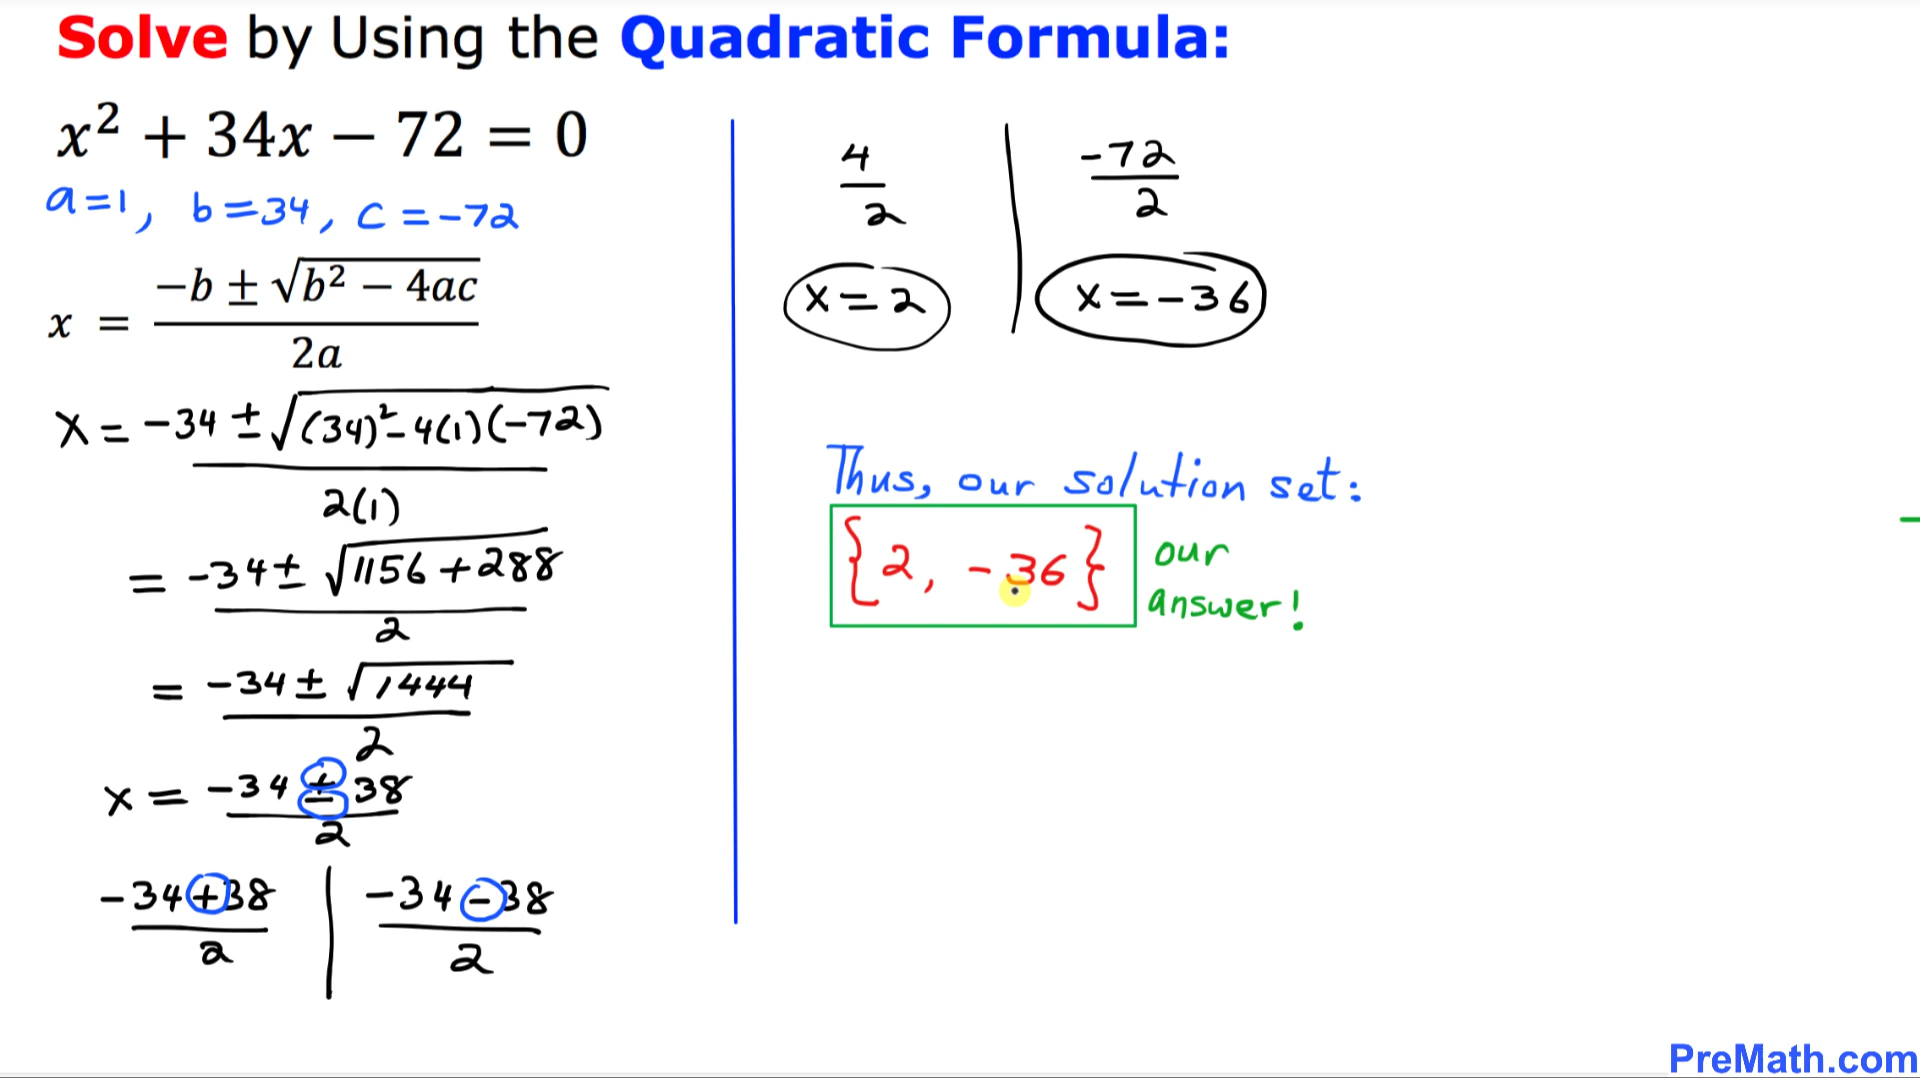 Solve by Using the Quadratic Formula:
x² + 34x − 72 = 0
a=1, b=34, c=-72
x = (−b ± √(b² − 4ac)) / 2a
x = (-34 ± √((34)² - 4(1)(-72))) / 2(1)
= (-34 ± √(1156 + 288)) / 2
= (-34 ± √1444) / 2
x = (-34 ± 38) / 2
(-34+38) / 2 | (-34-38) / 2
4/2 | -72/2
x=2 | x=-36
Thus, our solution set:
{2, -36} our
answer!
PreMath.com